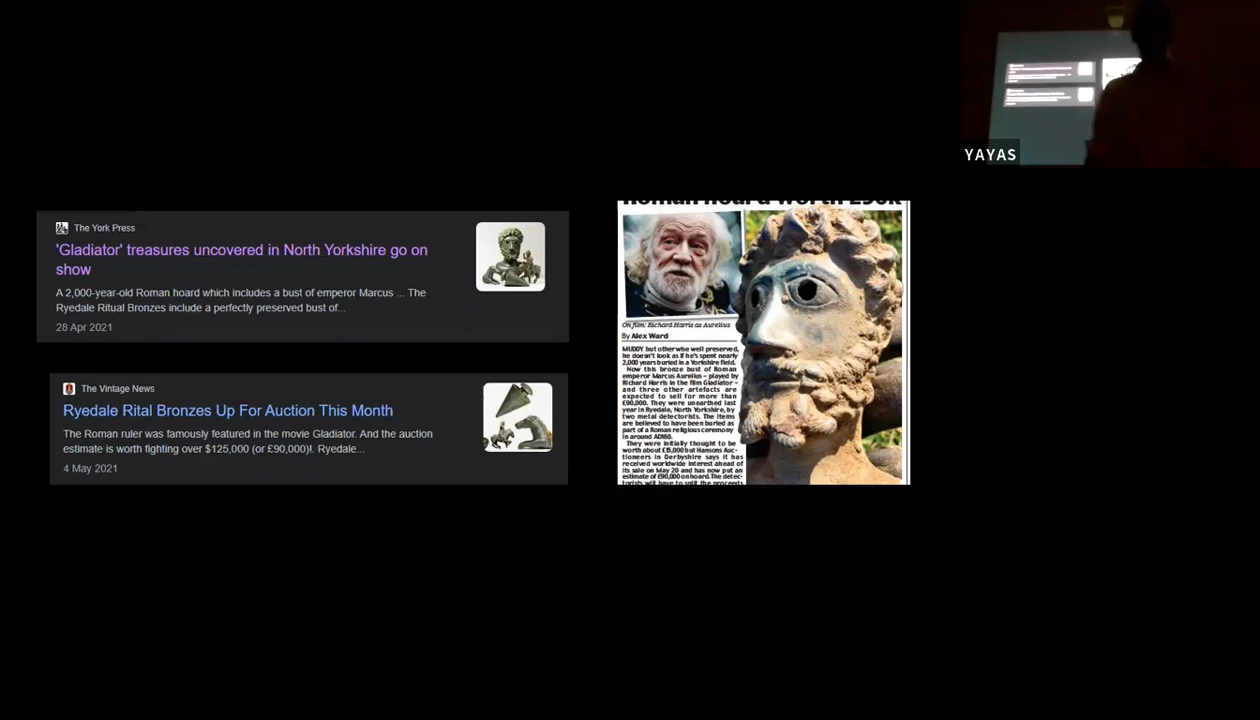 The York Press
'Gladiator' treasures uncovered in North Yorkshire go on
show
A 2,000-year-old Roman hoard which includes a bust of emperor Marcus ... The
Ryedale Ritual Bronzes include a perfectly preserved bust of...
28 Apr 2021
The Vintage News
Ryedale Rital Bronzes Up For Auction This Month
The Roman ruler was famously featured in the movie Gladiator. And the auction
estimate is worth fighting over $125,000 (or £90,000)!. Ryedale...
4 May 2021
On film: Richard Harris as Aurelius
By Alex Ward
MUDDY but otherwise well preserved,
he doesn't look as if he's spent nearly
2,000 years buried in a Yorkshire field.
Now this bronze bust of Roman
emperor Marcus Aurelius – played by
Richard Harris in the film Gladiator –
and three other artefacts are
expected to sell for more than
£90,000. They were unearthed last
year in Ryedale, North Yorkshire, by
two metal detectorists. The items
are believed to have been buried as
part of a Roman religious ceremony
in around AD160.
They were initially thought to be
worth about £15,000 but Hansons Auc-
tioneers in Derbyshire says it has
received worldwide interest ahead of
its sale on May 20 and has now put an
estimate of £90,000 on hoard. The detec-
torists will have to split the proceeds
YAYAS